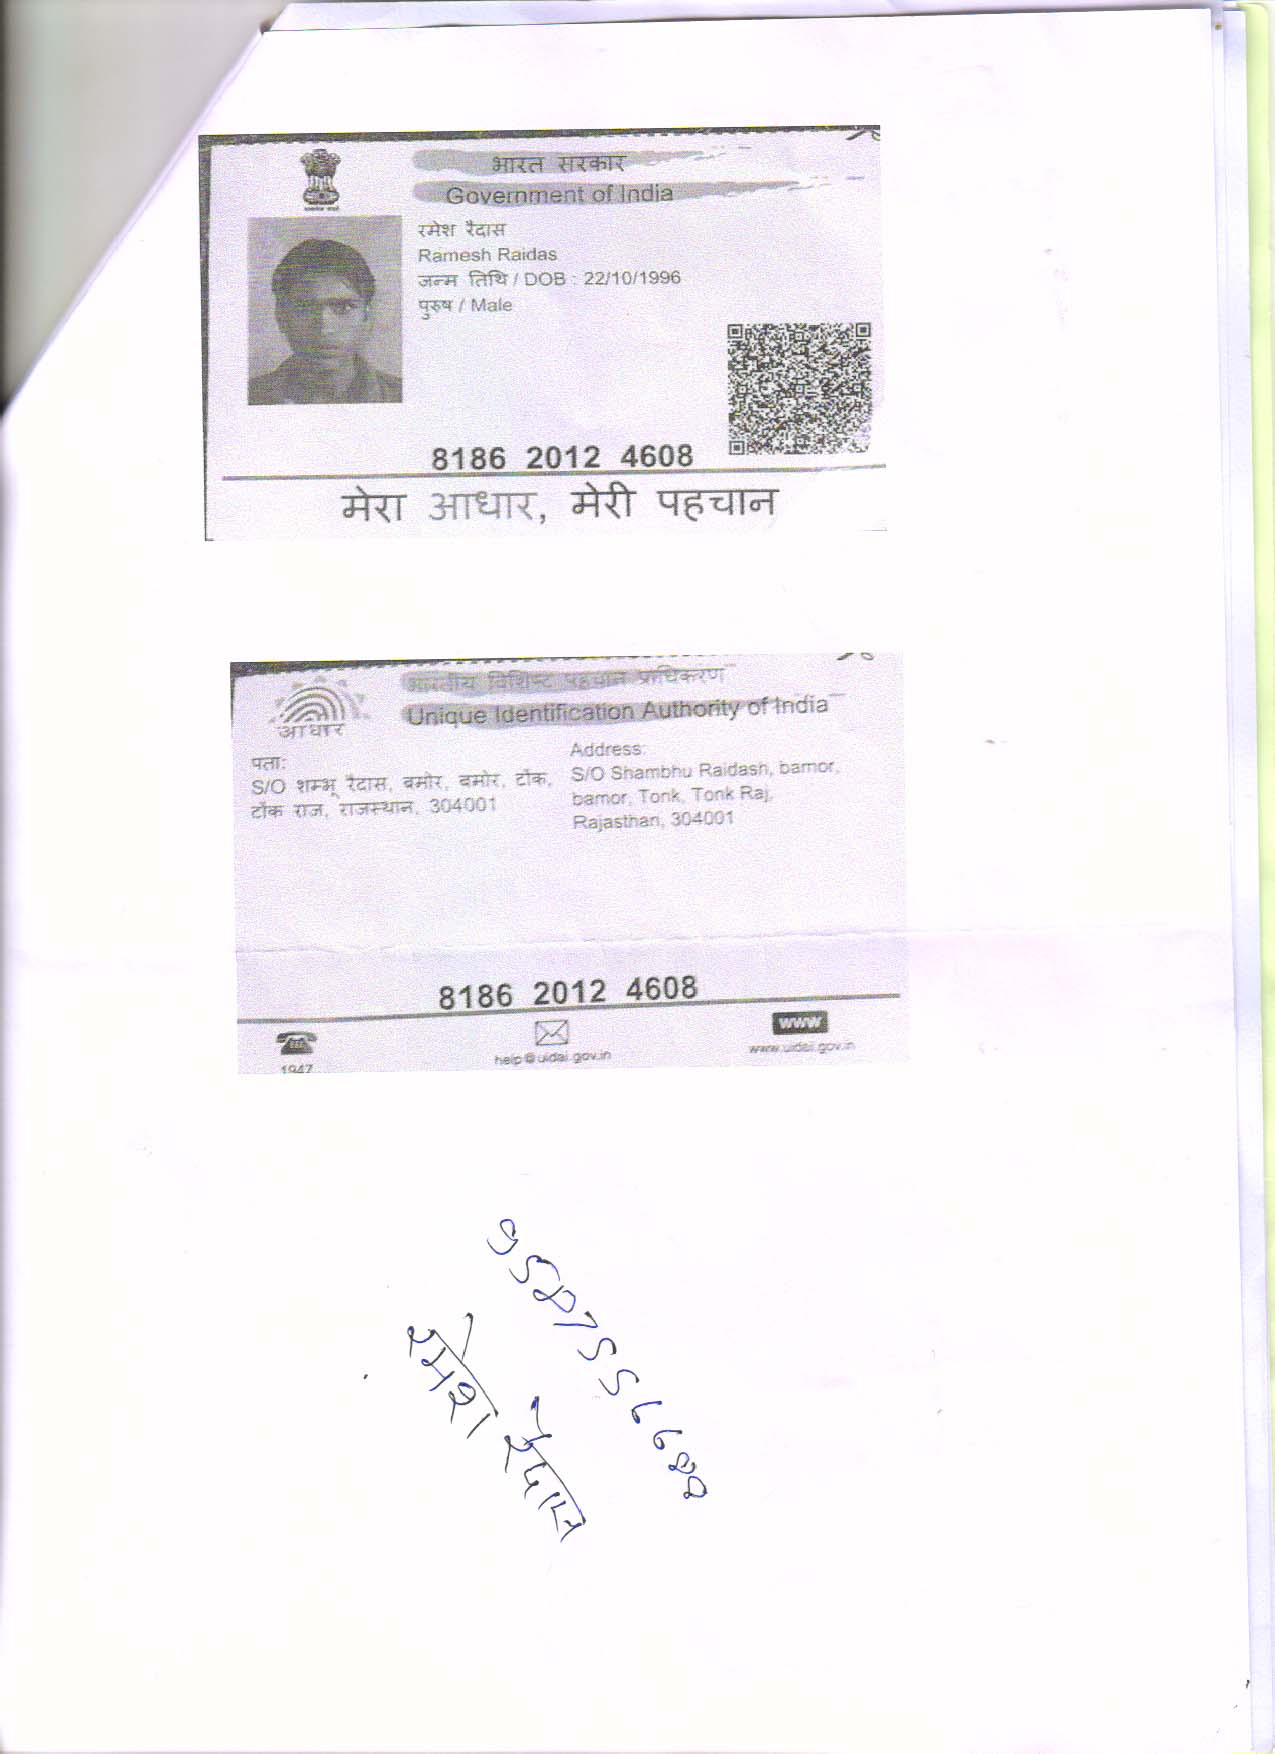 भारत सरकार
Government of India
रमेश रैदास
Ramesh Raidas
जन्म तिथि / DOB : 22/10/1996
पुरुष / Male
8186 2012 4608
मेरा आधार, मेरी पहचान
भारतीय विशिष्ट पहचान प्राधिकरण
Unique Identification Authority of India
आधार
पता:
S/O शम्भू रैदास, बमोर, बमोर, टोंक,
टोंक राज, राजस्थान, 304001
Address:
S/O Shambhu Raidash, bamor,
bamor, Tonk, Tonk Raj,
Rajasthan, 304001
8186 2012 4608
1947
help@uidai.gov.in
www
www.uidai.gov.in
रमेश रैदास